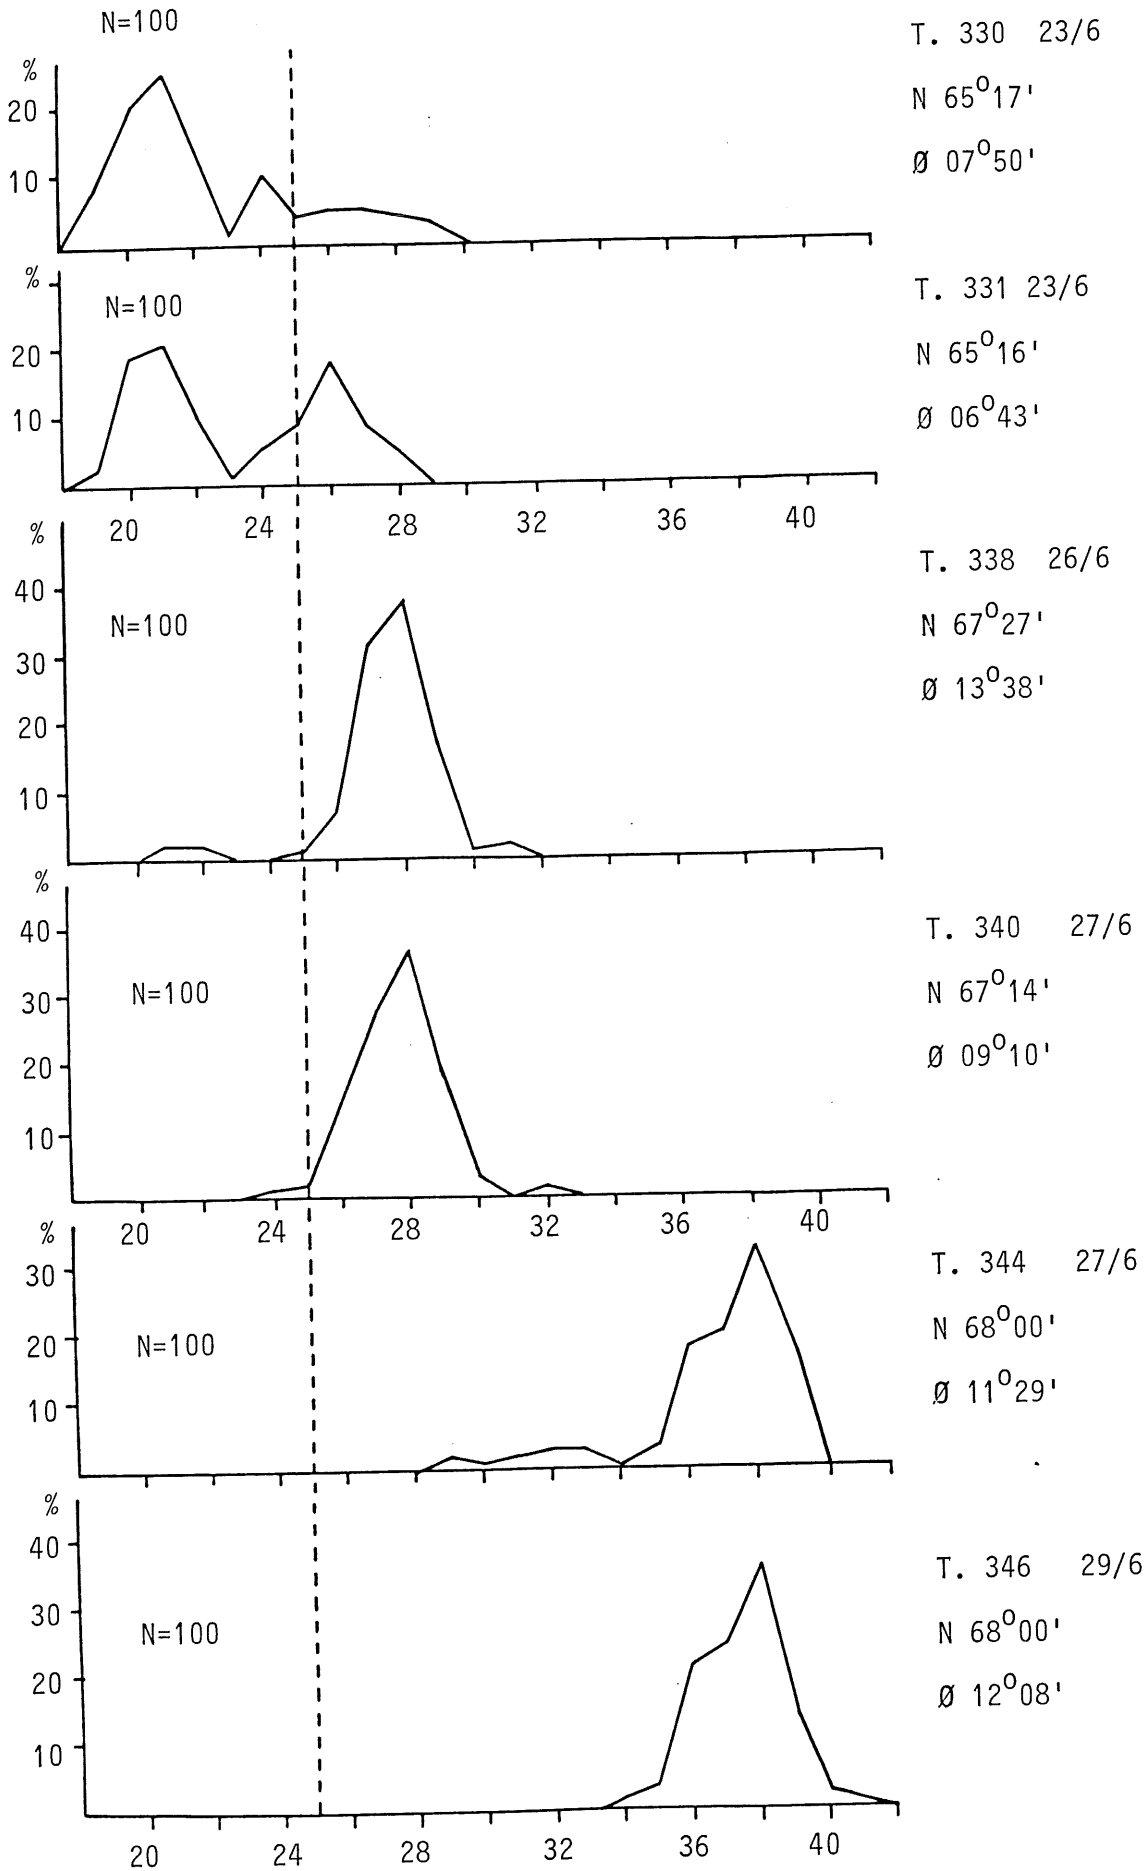 N=100
T. 330 23/6
%
20
N 65°17'
Ø 07°50'
10
%
N=100
T. 331 23/6
20
N 65°16'
10
Ø 06°43'
20 24 28 32 36 40
%
T. 338 26/6
40
N=100
N 67°27'
30
Ø 13°38'
20
10
%
40
T. 340 27/6
30
N=100
N 67°14'
20
Ø 09°10'
10
20 24 28 32 36 40
%
T. 344 27/6
30
N 68°00'
20
N=100
Ø 11°29'
10
%
40
T. 346 29/6
30
N=100
N 68°00'
20
Ø 12°08'
10
20 24 28 32 36 40